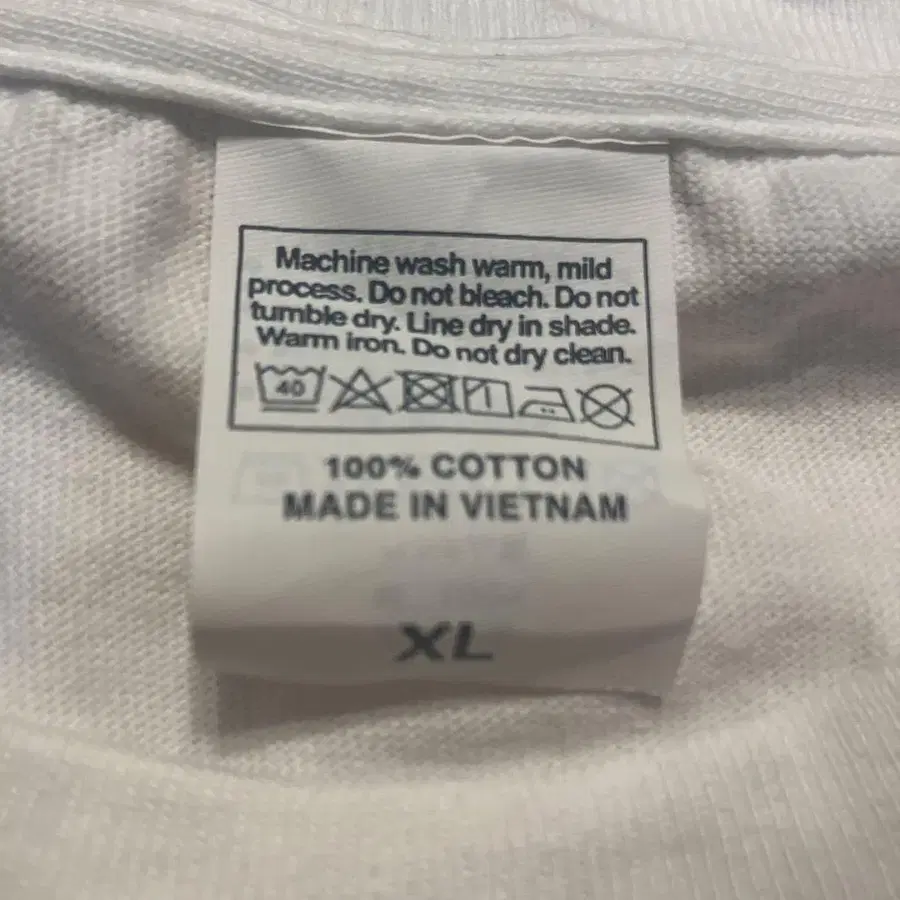 Machine wash warm, mild
process. Do not bleach. Do not
tumble dry. Line dry in shade.
Warm iron. Do not dry clean.
40
100% COTTON
MADE IN VIETNAM
XL